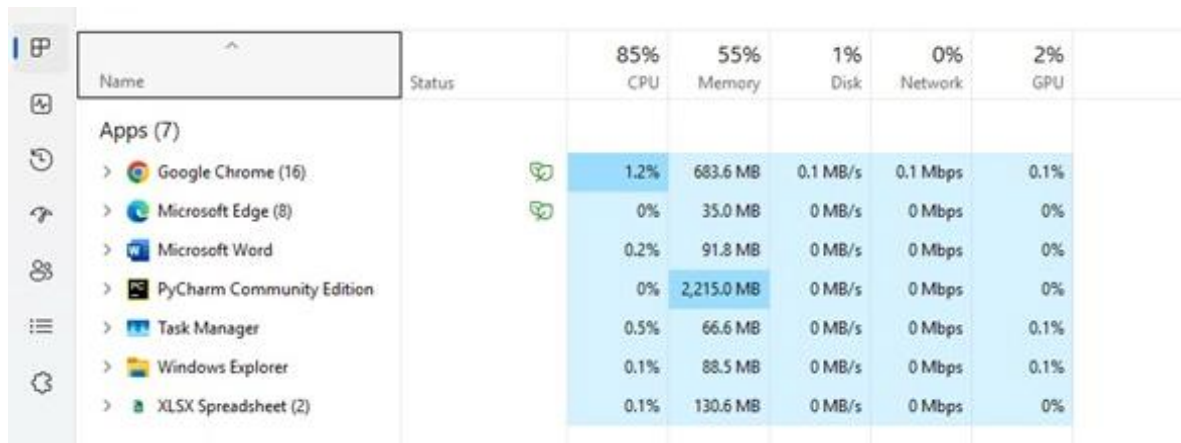 85% 55% 1% 0% 2%
Name Status CPU Memory Disk Network GPU
Apps (7)
Google Chrome (16) 1.2% 683.6 MB 0.1 MB/s 0.1 Mbps 0.1%
Microsoft Edge (8) 0% 35.0 MB 0 MB/s 0 Mbps 0%
Microsoft Word 0.2% 91.8 MB 0 MB/s 0 Mbps 0%
PyCharm Community Edition 0% 2,215.0 MB 0 MB/s 0 Mbps 0%
Task Manager 0.5% 66.6 MB 0 MB/s 0 Mbps 0.1%
Windows Explorer 0.1% 88.5 MB 0 MB/s 0 Mbps 0.1%
XLSX Spreadsheet (2) 0.1% 130.6 MB 0 MB/s 0 Mbps 0%